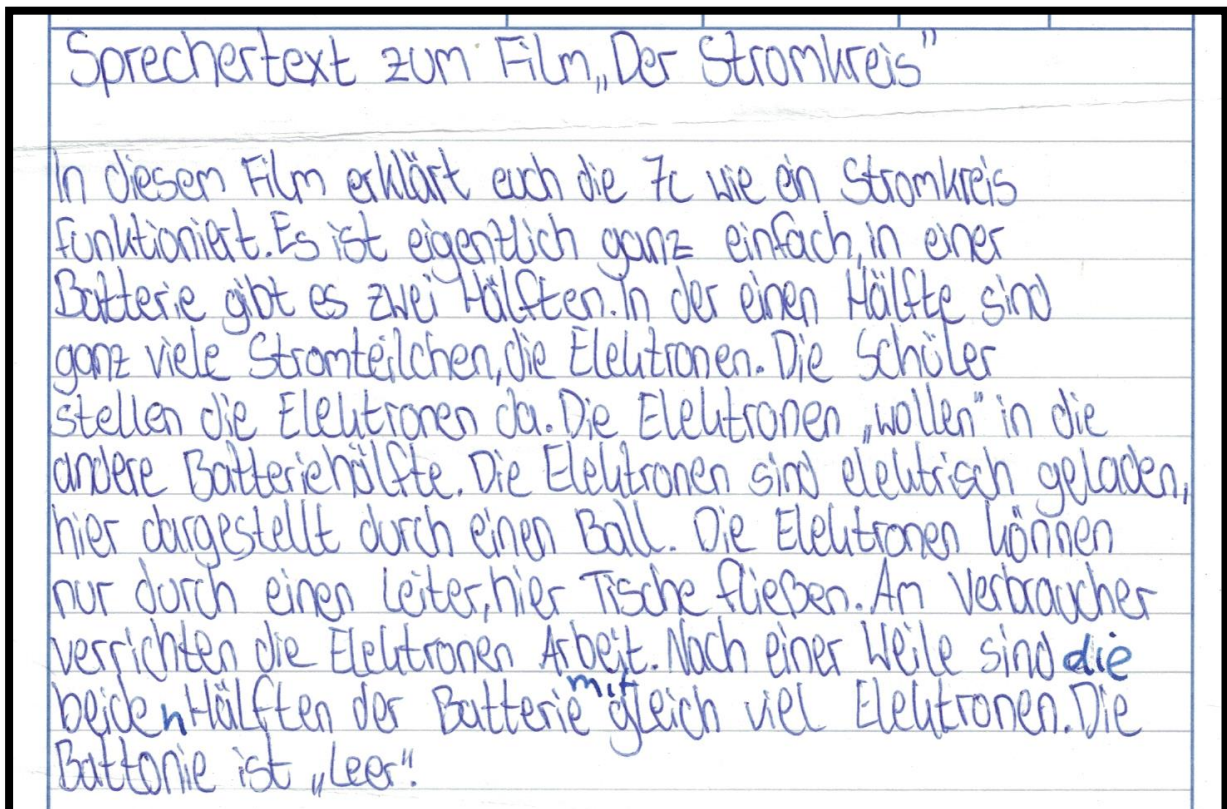 Sprechertext zum Film „Der Stromkreis"
In diesem Film erklärt euch die 7c wie ein Stromkreis
funktioniert. Es ist eigentlich ganz einfach, in einer
Batterie gibt es zwei Hälften. In der einen Hälfte sind
ganz viele Stromteilchen, die Elektronen. Die Schüler
stellen die Elektronen da. Die Elektronen „wollen" in die
andere Batteriehälfte. Die Elektronen sind elektrisch geladen,
hier dargestellt durch einen Ball. Die Elektronen können
nur durch einen Leiter, hier Tische fließen. Am Verbraucher
verrichten die Elektronen Arbeit. Nach einer Weile sind die
beiden Hälften der Batterie mit gleich viel Elektronen. Die
Battonie ist „Leer".